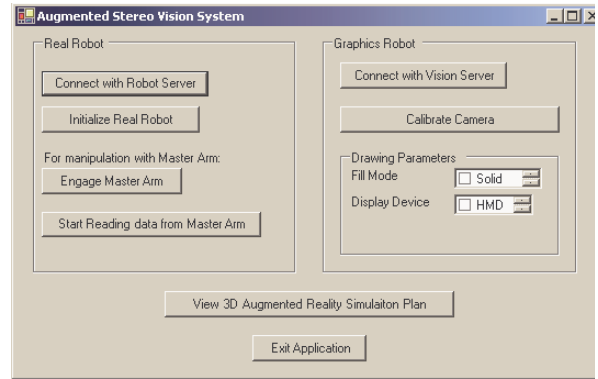 Augmented Stereo Vision System
Real Robot
Connect with Robot Server
Initialize Real Robot
For manipulation with Master Arm:
Engage Master Arm
Start Reading data from Master Arm
Graphics Robot
Connect with Vision Server
Calibrate Camera
Drawing Parameters
Fill Mode
Solid
Display Device
HMD
View 3D Augmented Reality Simulaiton Plan
Exit Application